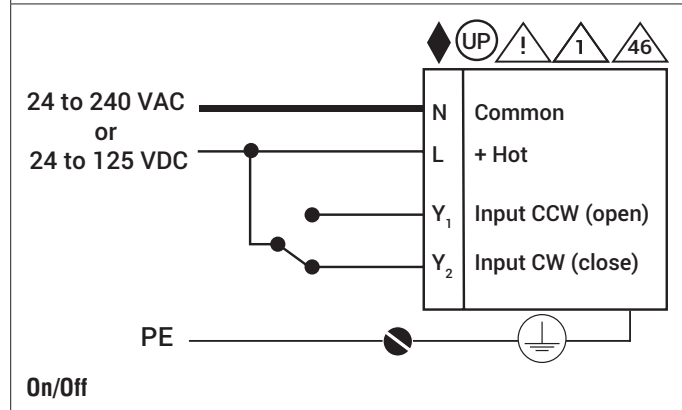 UP ! 1 46
24 to 240 VAC
or
24 to 125 VDC
N Common
L + Hot
Y₁ Input CCW (open)
Y₂ Input CW (close)
PE
On/Off